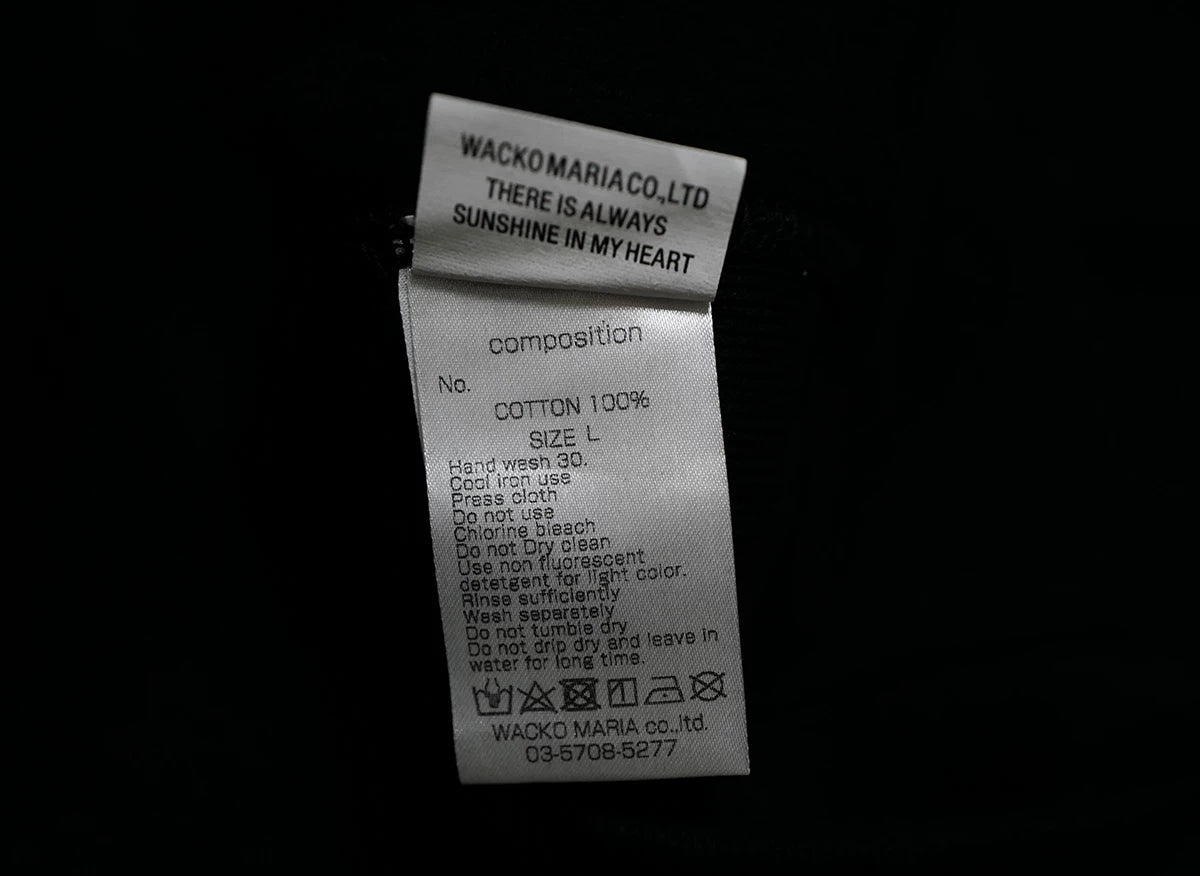 WACKO MARIA CO.,LTD
THERE IS ALWAYS
SUNSHINE IN MY HEART
composition
No.
COTTON 100%
SIZE L
Hand wash 30.
Cool iron use
Press cloth
Do not use
Chlorine bleach
Do not Dry clean
Use non fluorescent
detetgent for light color.
Rinse sufficiently
Wash separately
Do not tumble dry
Do not drip dry and leave in
water for long time.
WACKO MARIA co.,ltd.
03-5708-5277